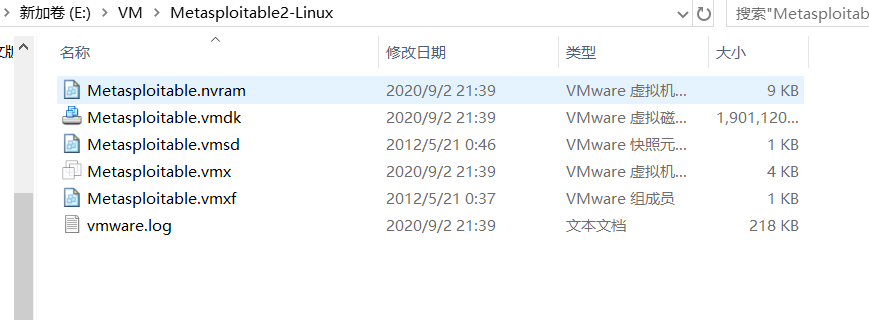 新加卷 (E:) > VM > Metasploitable2-Linux 搜索"Metasploitab
名称 修改日期 类型 大小
Metasploitable.nvram 2020/9/2 21:39 VMware 虚拟机... 9 KB
Metasploitable.vmdk 2020/9/2 21:39 VMware 虚拟磁... 1,901,120...
Metasploitable.vmsd 2012/5/21 0:46 VMware 快照元... 1 KB
Metasploitable.vmx 2020/9/2 21:39 VMware 虚拟机... 4 KB
Metasploitable.vmxf 2012/5/21 0:37 VMware 组成员 1 KB
vmware.log 2020/9/2 21:39 文本文档 218 KB